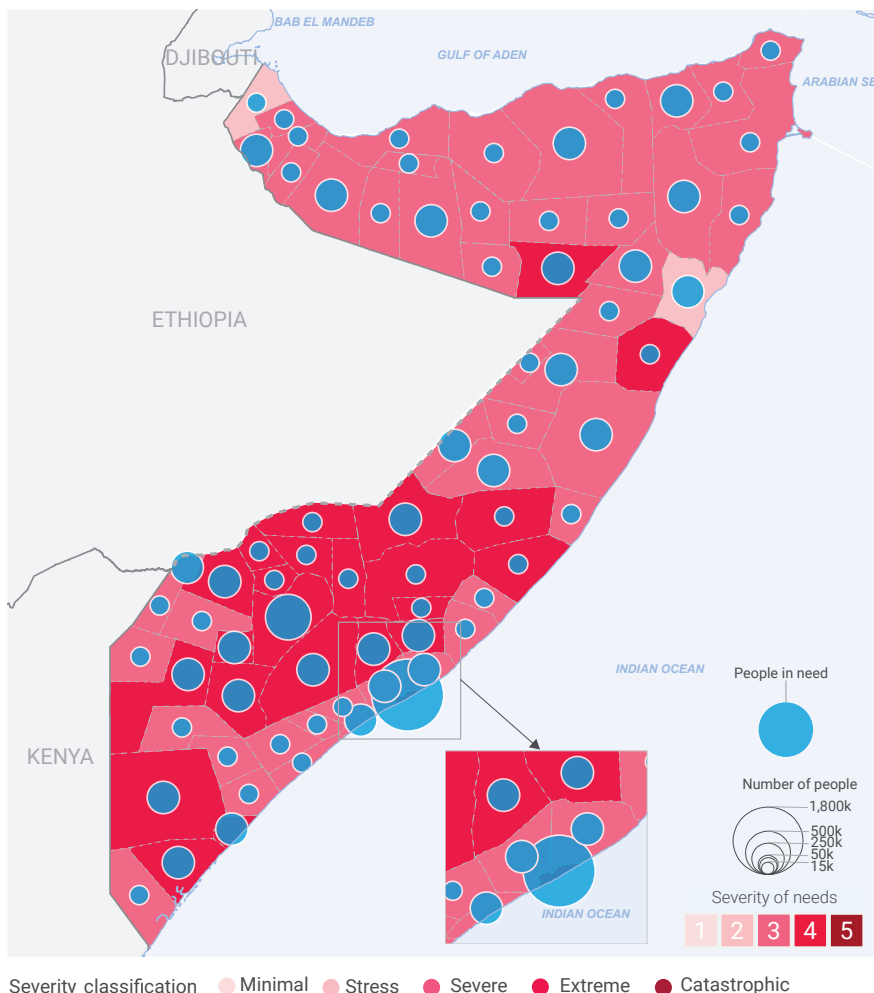 BAB EL MANDEB
DJIBOUTI
GULF OF ADEN
ARABIAN SE
ETHIOPIA
INDIAN OCEAN
People in need
KENYA
Number of people
1,800k
500k
250k
50k
15k
Severity of needs
1 2 3 4 5
INDIAN OCEAN
Severity classification Minimal Stress Severe Extreme Catastrophic